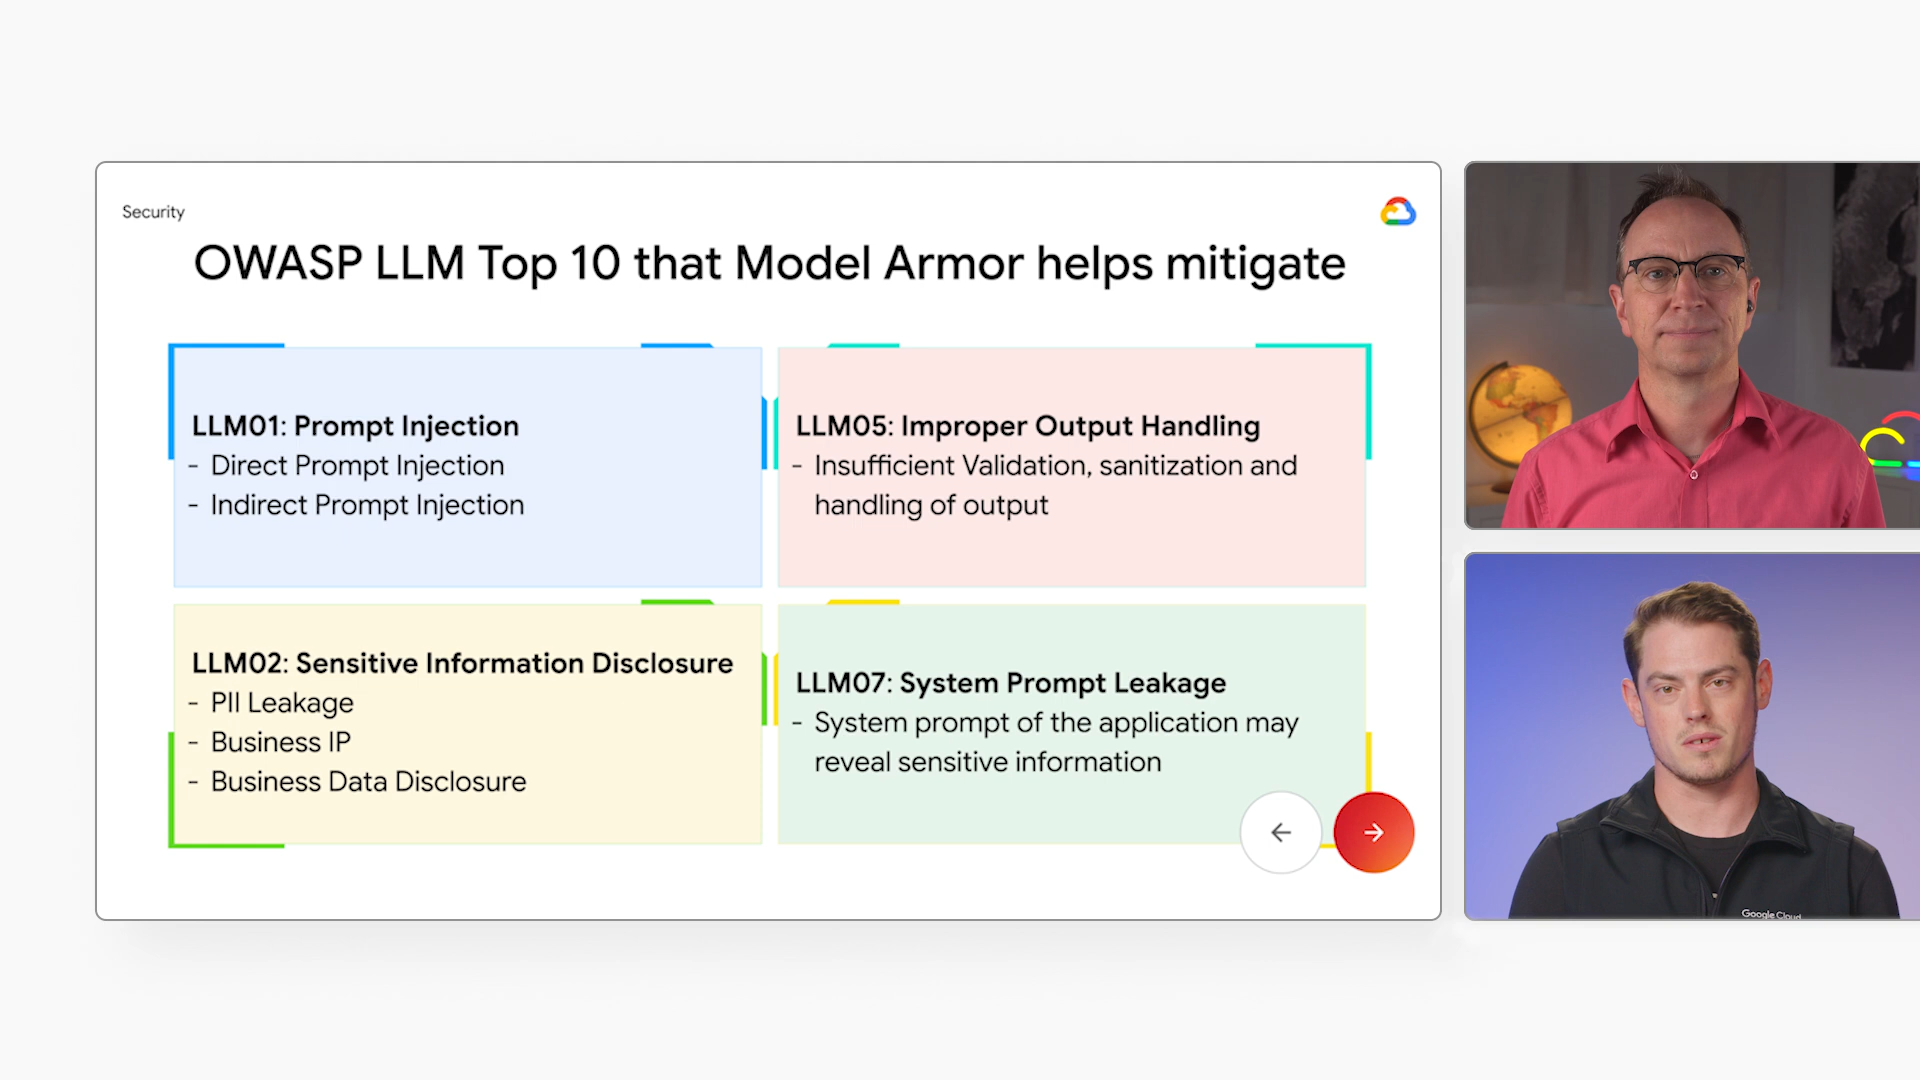 Security
OWASP LLM Top 10 that Model Armor helps mitigate
LLM01: Prompt Injection
- Direct Prompt Injection
- Indirect Prompt Injection
LLM05: Improper Output Handling
- Insufficient Validation, sanitization and
handling of output
LLM02: Sensitive Information Disclosure
- PII Leakage
- Business IP
- Business Data Disclosure
LLM07: System Prompt Leakage
- System prompt of the application may
reveal sensitive information
Google Cloud